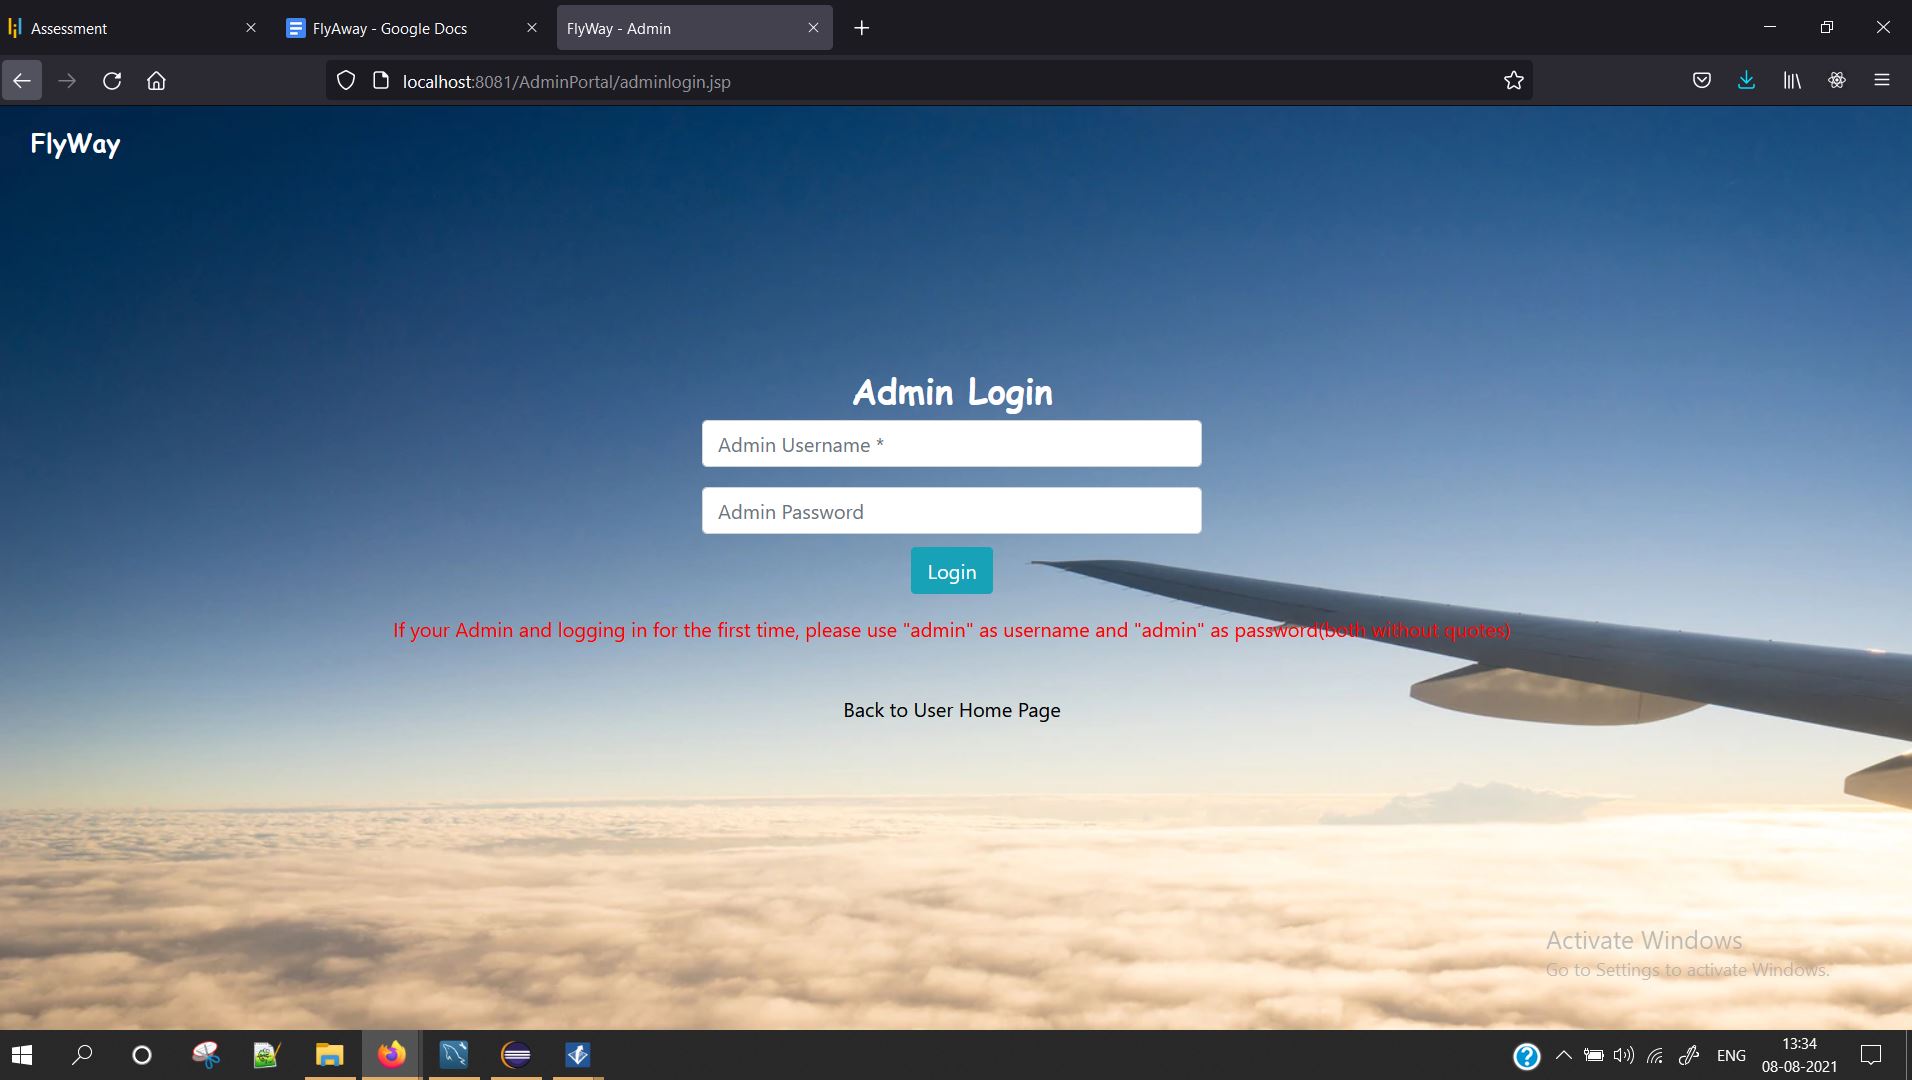 Assessment
FlyAway - Google Docs
FlyWay - Admin
localhost:8081/AdminPortal/adminlogin.jsp
FlyWay
Admin Login
Admin Username *
Admin Password
Login
If your Admin and logging in for the first time, please use "admin" as username and "admin" as password(both without quotes)
Back to User Home Page
Activate Windows
Go to Settings to activate Windows.
ENG
13:34
08-08-2021